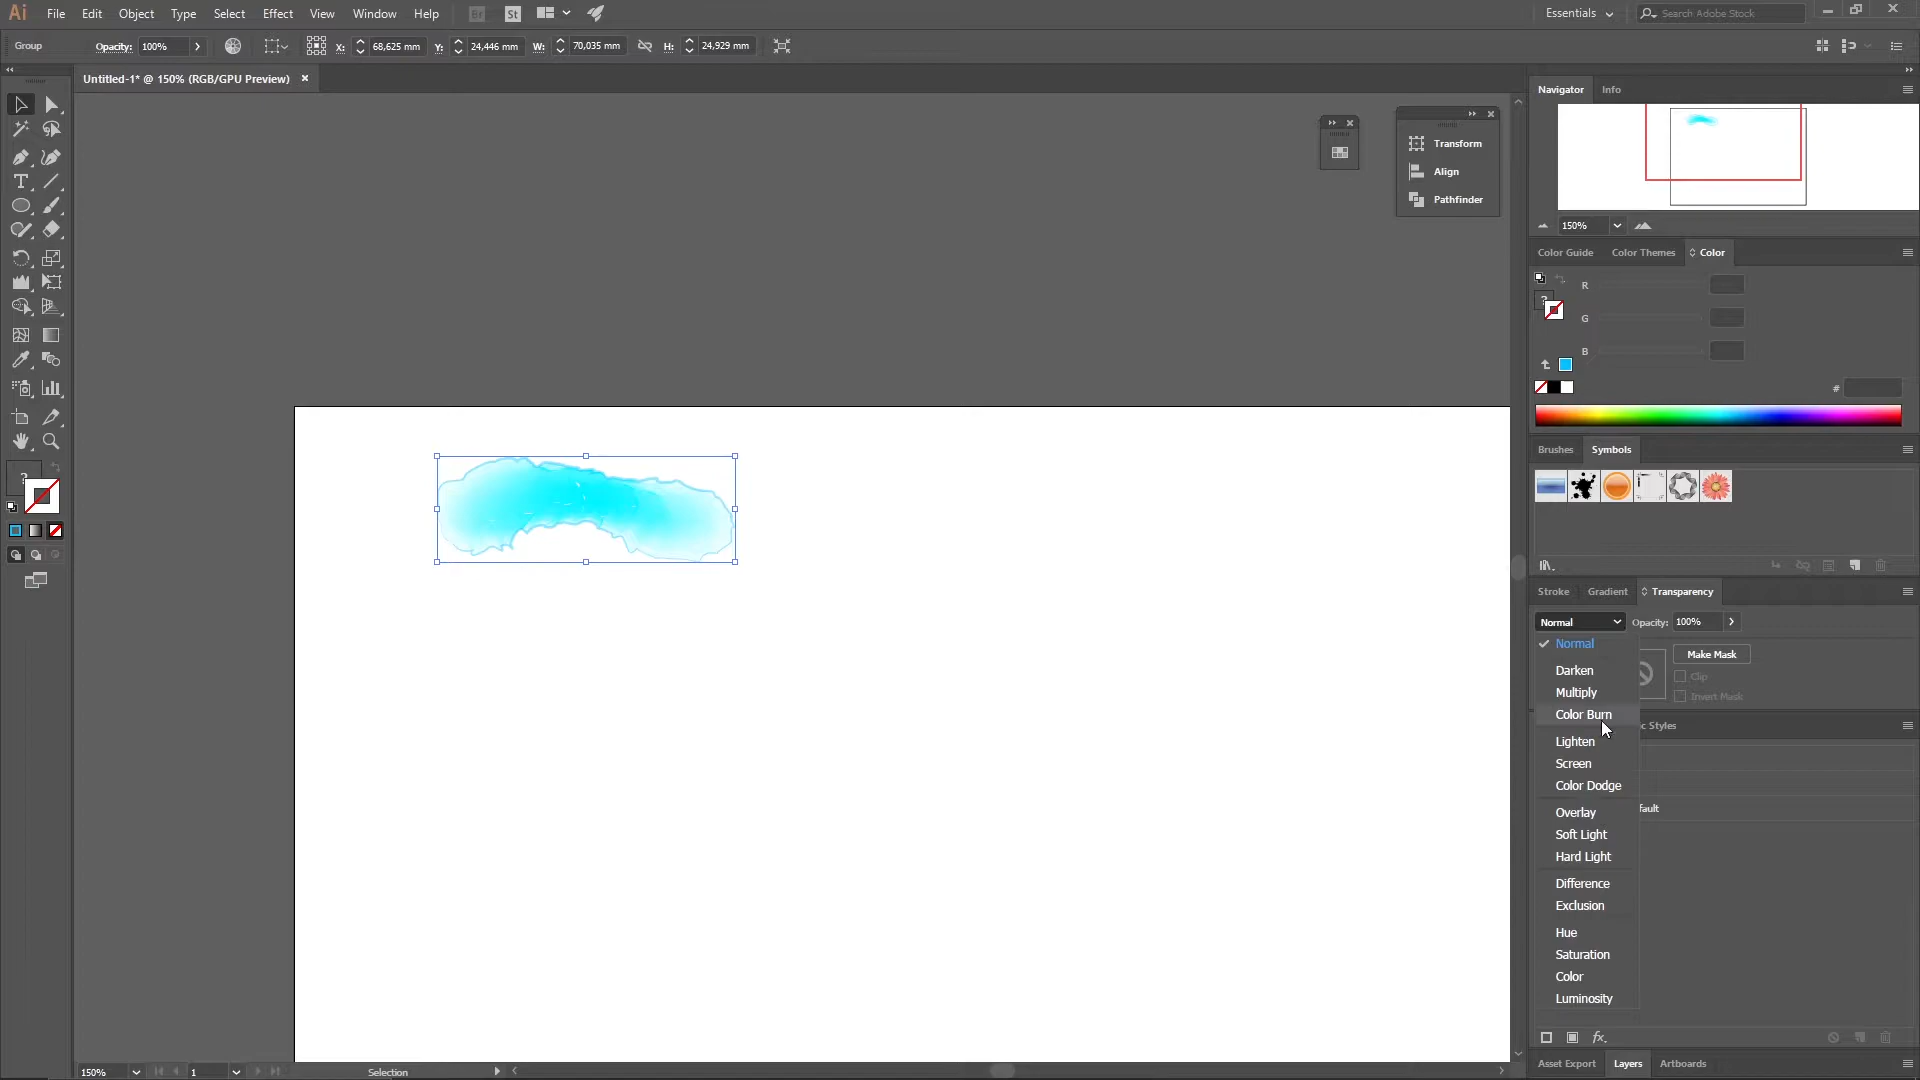 Ai File Edit Object Type Select Effect View Window Help Br St Essentials Search Adobe Stock
Group Opacity: 100% X: 68,625 mm Y: 24,446 mm W: 70,035 mm H: 24,929 mm
Untitled-1* @ 150% (RGB/GPU Preview)
Navigator Info
Transform
Align
Pathfinder
150%
Color Guide Color Themes Color
R
G
B
#
Brushes Symbols
Stroke Gradient Transparency
Normal Opacity: 100%
Normal
Make Mask
Darken
Clip
Multiply
Invert Mask
Color Burn
c Styles
Lighten
Screen
Color Dodge
Overlay
fault
Soft Light
Hard Light
Difference
Exclusion
Hue
Saturation
Color
Luminosity
fx
Asset Export Layers Artboards
150% 1 Selection